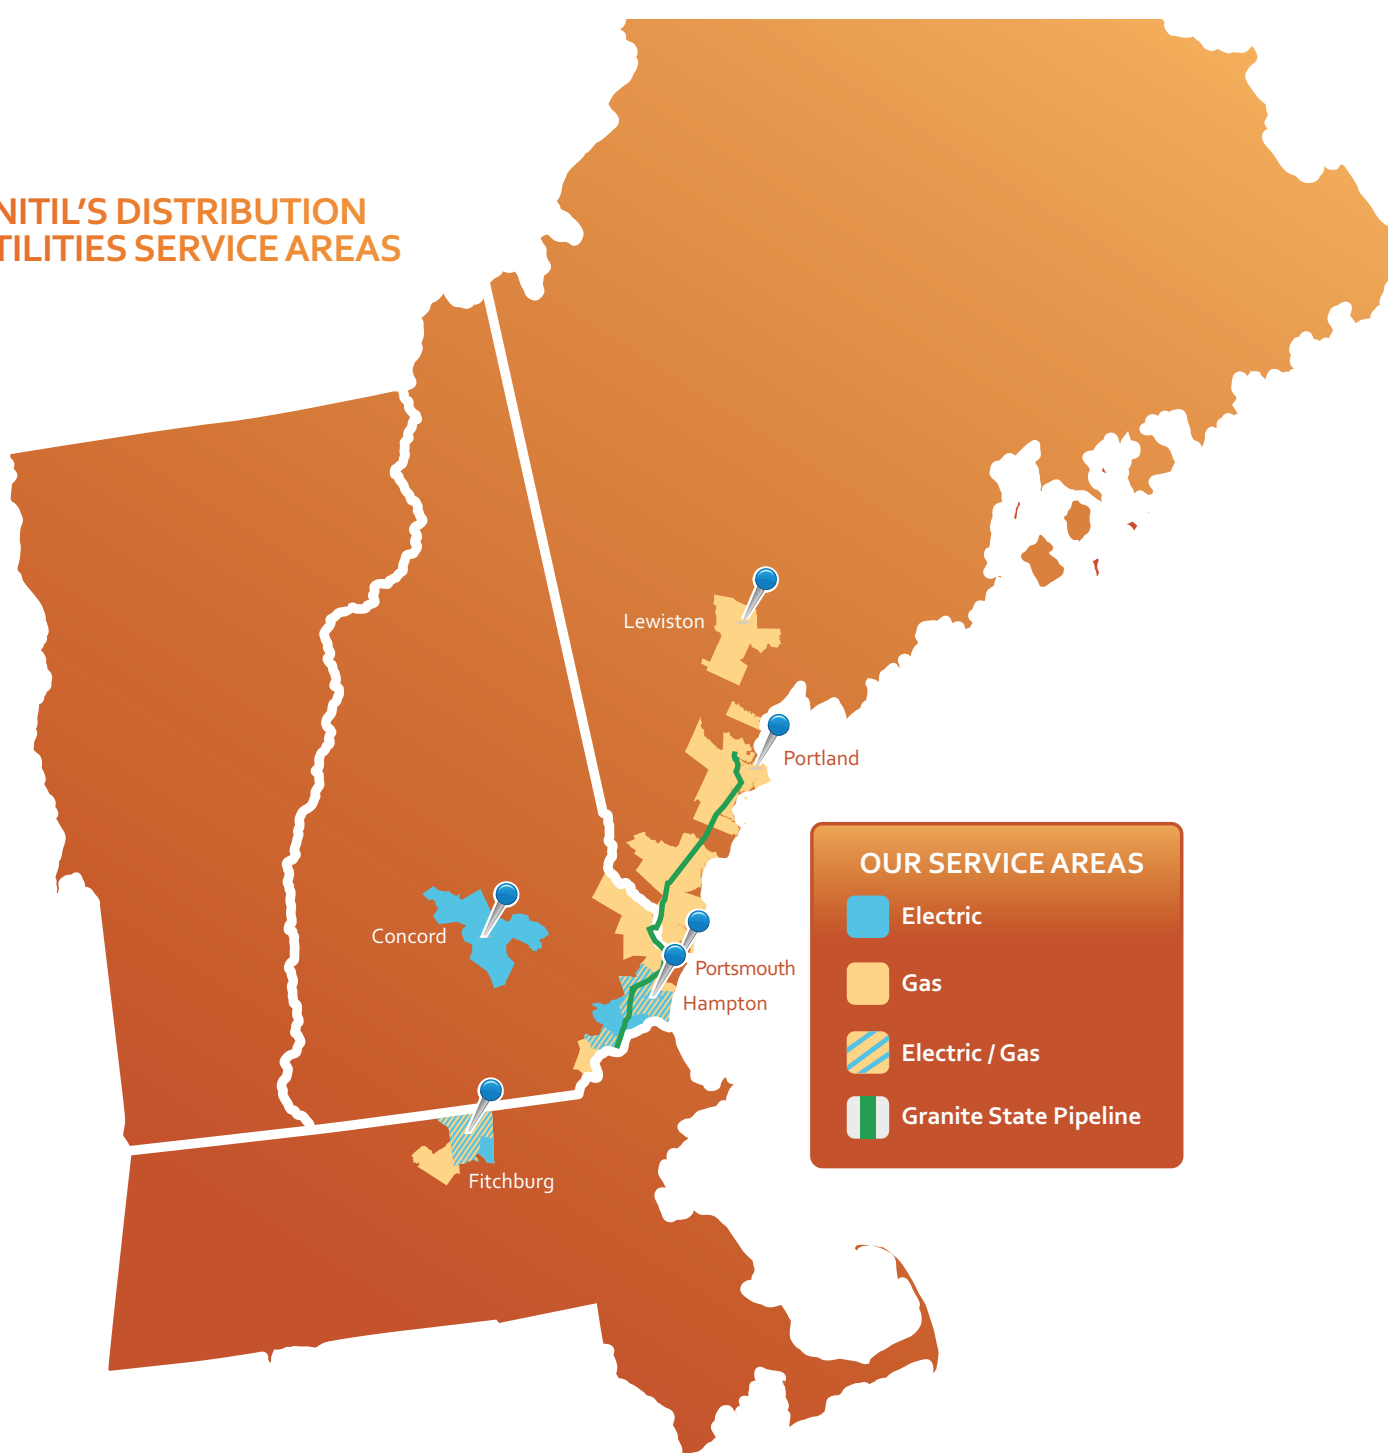 NITIL'S DISTRIBUTION
TILITIES SERVICE AREAS
Lewiston
Portland
OUR SERVICE AREAS
Electric
Concord
Portsmouth
Gas
Hampton
Electric / Gas
Granite State Pipeline
Fitchburg